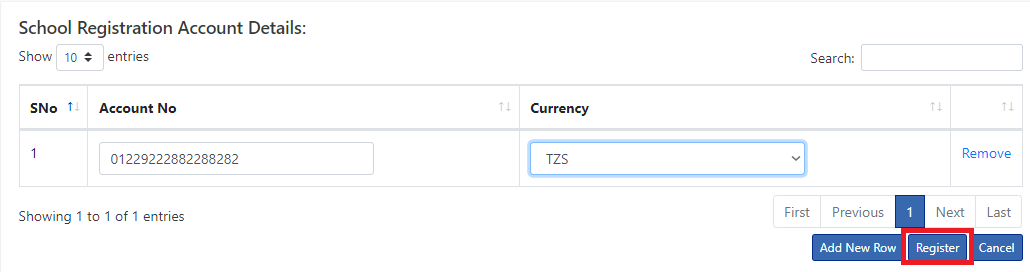 School Registration Account Details:
Show 10 entries
Search:
SNo Account No Currency
1 01229222882288282 TZS Remove
Showing 1 to 1 of 1 entries
First Previous 1 Next Last
Add New Row Register Cancel